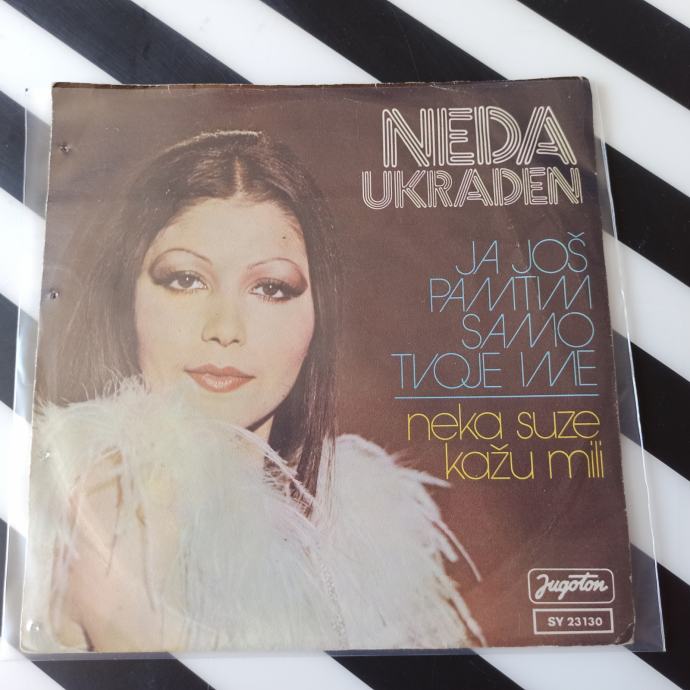 NEDA
UKRADEN
JA JOŠ
PAMTIM
SAMO
TVOJE IME
neka suze
kažu mili
Jugoton
SY 23130